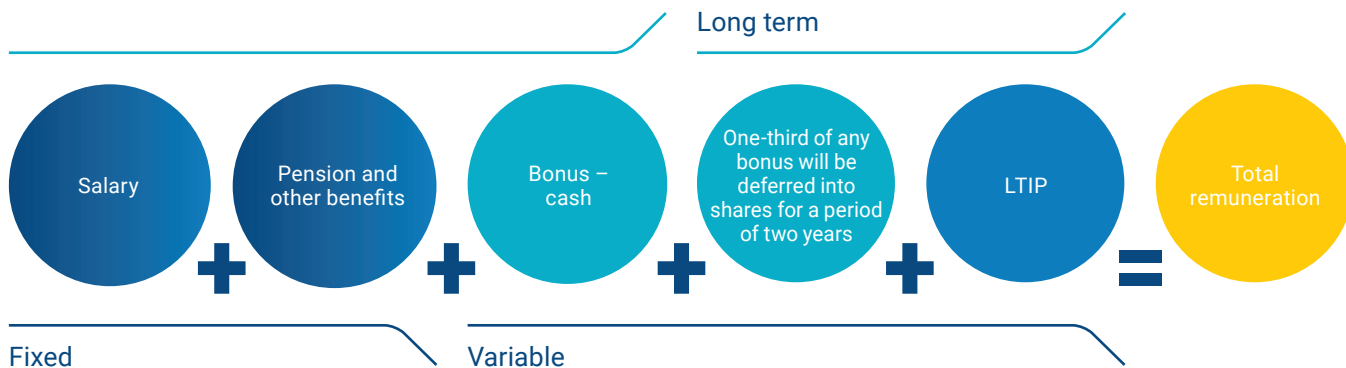 Long term
Salary
Pension and
other benefits
Bonus –
cash
One-third of any
bonus will be
deferred into
shares for a period
of two years
LTIP
Total
remuneration
Fixed
Variable